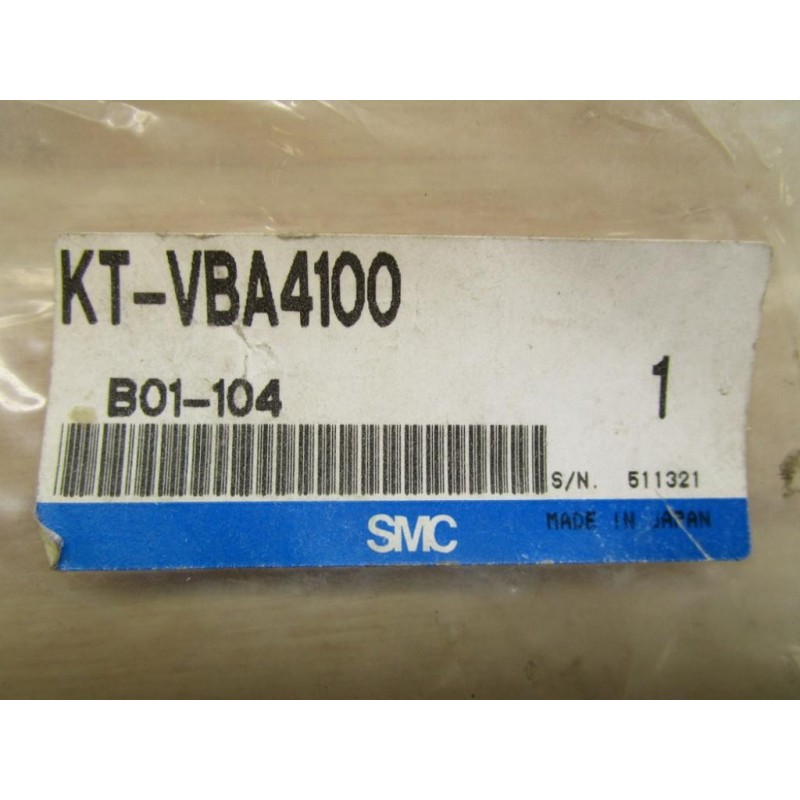 KT-VBA4100
B01-104
1
S/N. 511321
SMC
MADE IN JAPAN